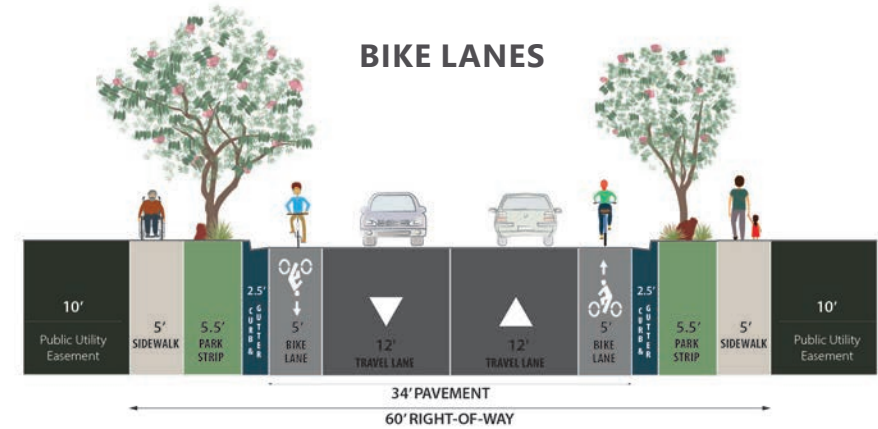 BIKE LANES
10'
Public Utility
Easement
5'
SIDEWALK
5.5'
PARK
STRIP
2.5'
CURB &
GUTTER
5'
BIKE
LANE
12'
TRAVEL LANE
12'
TRAVEL LANE
5'
BIKE
LANE
2.5'
CURB &
GUTTER
5.5'
PARK
STRIP
5'
SIDEWALK
10'
Public Utility
Easement
34' PAVEMENT
60' RIGHT-OF-WAY